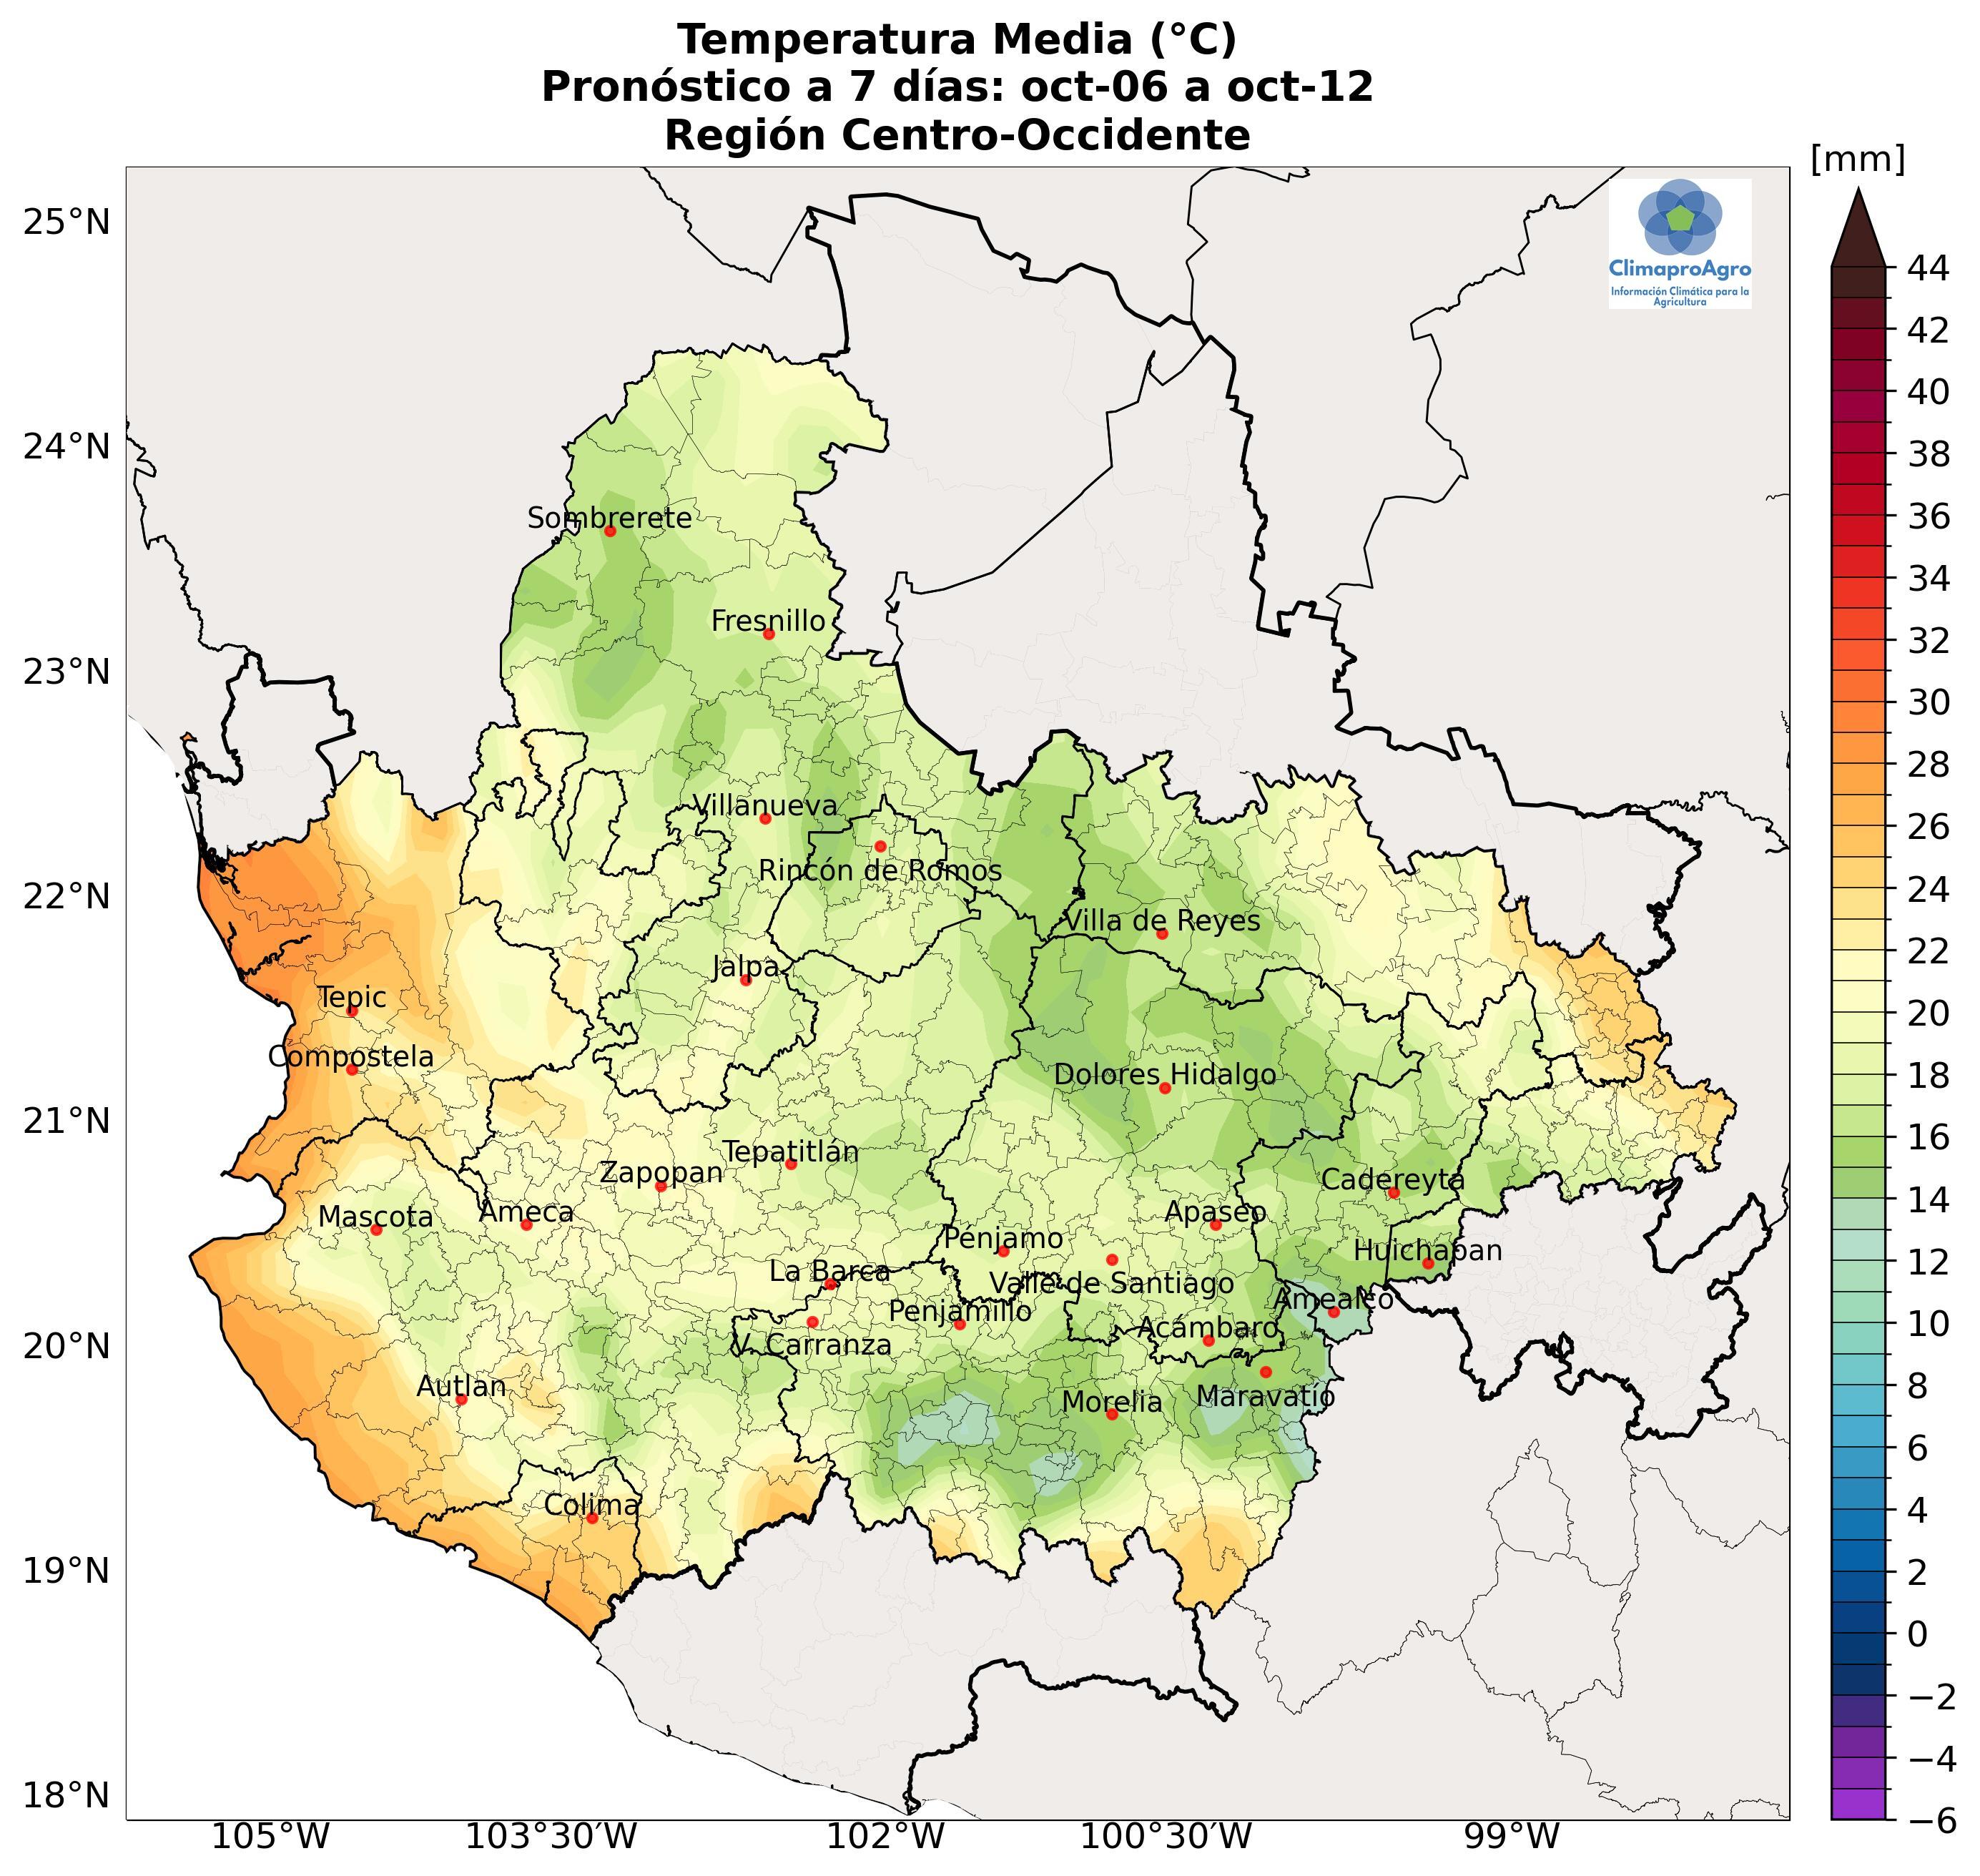 Temperatura Media (°C)
Pronóstico a 7 días: oct-06 a oct-12
Región Centro-Occidente
[mm]
ClimaproAgro
Información Climática para la
Agricultura
25°N
24°N
23°N
22°N
21°N
20°N
19°N
18°N
Sombrerete
Fresnillo
Villanueva
Rincón de Romos
Villa de Reyes
Jalpa
Tepic
Compostela
Dolores Hidalgo
Tepatitlán
Zapopan
Cadereyta
Mascota
Ameca
Apaseo
Pénjamo
Huichapan
La Barca
Valle de Santiago
Amealco
Penjamillo
Acámbaro
V. Carranza
Autlan
Morelia
Maravatío
Colima
105°W
103°30′W
102°W
100°30′W
99°W
44
42
40
38
36
34
32
30
28
26
24
22
20
18
16
14
12
10
8
6
4
2
0
−2
−4
−6